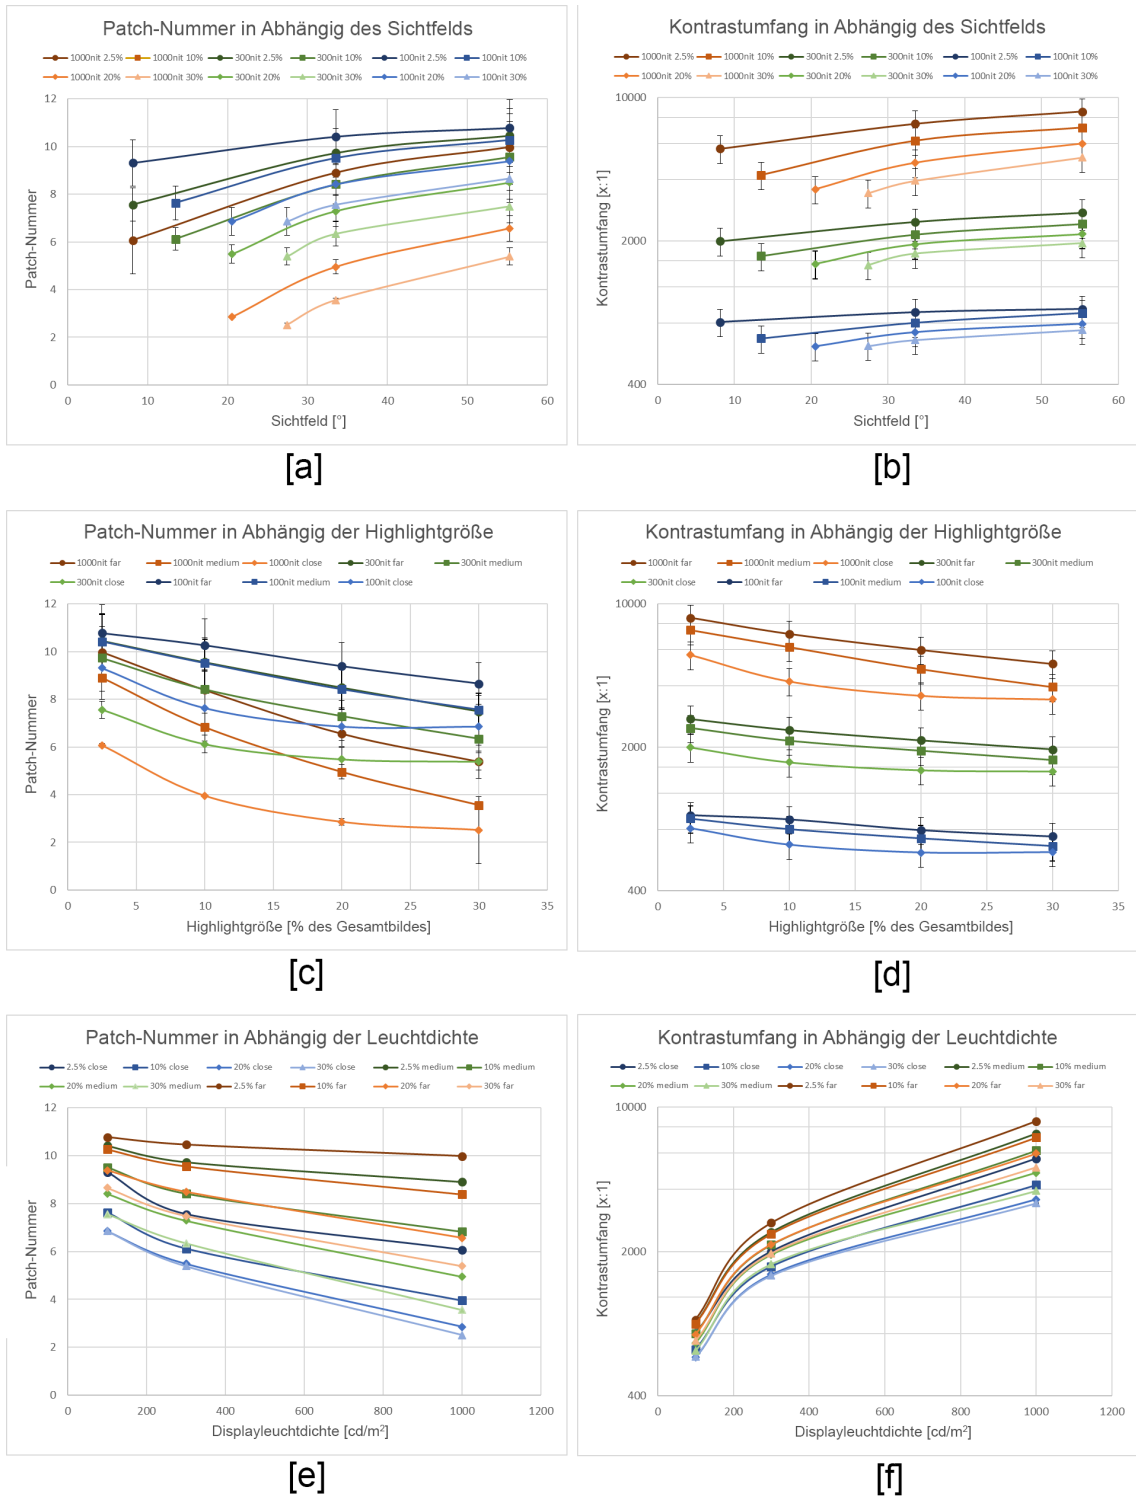 Patch-Nummer in Abhängig des Sichtfelds
1000nit 2.5% 1000nit 10% 300nit 2.5% 300nit 10% 100nit 2.5% 100nit 10%
1000nit 20% 1000nit 30% 300nit 20% 300nit 30% 100nit 20% 100nit 30%
12
10
8
6
4
2
0
Patch-Nummer
0 10 20 30 40 50 60
Sichtfeld [°]
[a]
Kontrastumfang in Abhängig des Sichtfelds
1000nit 2.5% 1000nit 10% 300nit 2.5% 300nit 10% 100nit 2.5% 100nit 10%
1000nit 20% 1000nit 30% 300nit 20% 300nit 30% 100nit 20% 100nit 30%
10000
2000
400
Kontrastumfang [x:1]
0 10 20 30 40 50 60
Sichtfeld [°]
[b]
Patch-Nummer in Abhängig der Highlightgröße
1000nit far 1000nit medium 1000nit close 300nit far 300nit medium
300nit close 100nit far 100nit medium 100nit close
12
10
8
6
4
2
0
Patch-Nummer
0 5 10 15 20 25 30 35
Highlightgröße [% des Gesamtbildes]
[c]
Kontrastumfang in Abhängig der Highlightgröße
1000nit far 1000nit medium 1000nit close 300nit far 300nit medium
300nit close 100nit far 100nit medium 100nit close
10000
2000
400
Kontrastumfang [x:1]
0 5 10 15 20 25 30 35
Highlightgröße [% des Gesamtbildes]
[d]
Patch-Nummer in Abhängig der Leuchtdichte
2.5% close 10% close 20% close 30% close 2.5% medium 10% medium
20% medium 30% medium 2.5% far 10% far 20% far 30% far
12
10
8
6
4
2
0
Patch-Nummer
0 200 400 600 800 1000 1200
Displayleuchtdichte [cd/m²]
[e]
Kontrastumfang in Abhängig der Leuchtdichte
2.5% close 10% close 20% close 30% close 2.5% medium 10% medium
20% medium 30% medium 2.5% far 10% far 20% far 30% far
10000
2000
400
Kontrastumfang [x:1]
0 200 400 600 800 1000 1200
Displayleuchtdichte [cd/m²]
[f]